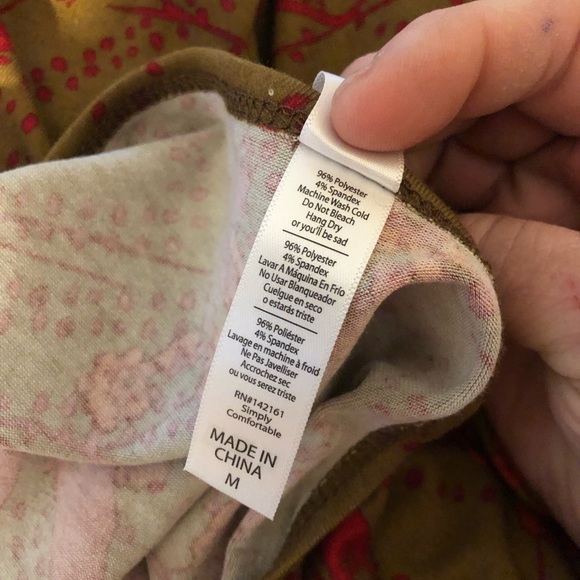 96% Polyester
4% Spandex
Machine Wash Cold
Do Not Bleach
Hang Dry
or you'll be sad
96% Polyester
4% Spandex
Lavar A Máquina En Frío
No Usar Blanqueador
Cuelgue en seco
o estarás triste
96% Poliéster
4% Spandex
Lavage en machine à froid
Ne Pas Javelliser
Accrochez sec
ou vous serez triste
RN#142161
Simply
Comfortable
MADE IN
CHINA
M